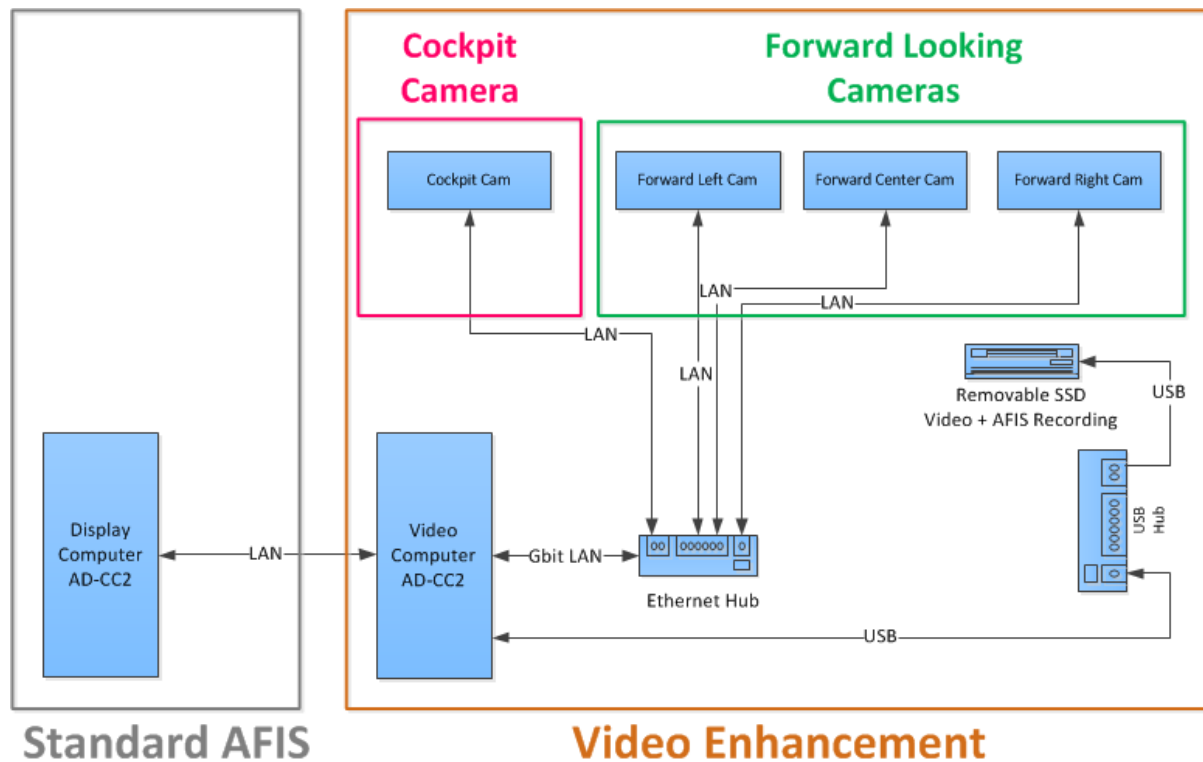 Cockpit
Camera
Forward Looking
Cameras
Cockpit Cam
Forward Left Cam
Forward Center Cam
Forward Right Cam
LAN
LAN
LAN
LAN
Removable SSD
Video + AFIS Recording
USB
Display
Computer
AD-CC2
LAN
Video
Computer
AD-CC2
Gbit LAN
Ethernet Hub
USB
Hub
USB
Standard AFIS
Video Enhancement